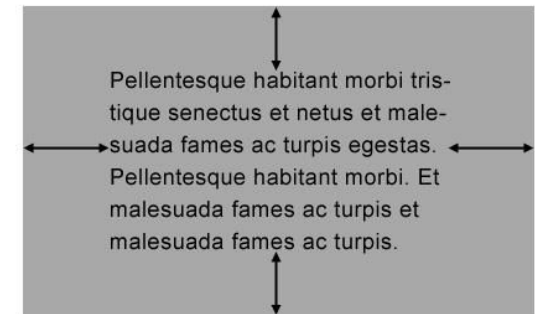 Pellentesque habitant morbi tris-
tique senectus et netus et male-
suada fames ac turpis egestas.
Pellentesque habitant morbi. Et
malesuada fames ac turpis et
malesuada fames ac turpis.